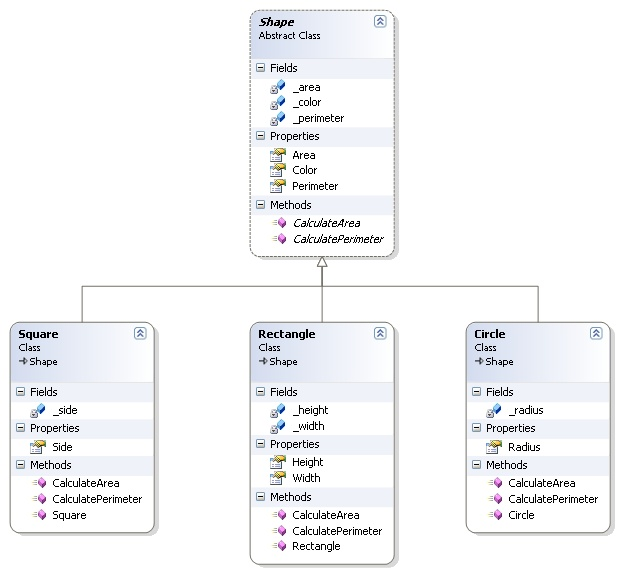 Shape
Abstract Class
Fields
_area
_color
_perimeter
Properties
Area
Color
Perimeter
Methods
CalculateArea
CalculatePerimeter
Square
Class
Shape
Fields
_side
Properties
Side
Methods
CalculateArea
CalculatePerimeter
Square
Rectangle
Class
Shape
Fields
_height
_width
Properties
Height
Width
Methods
CalculateArea
CalculatePerimeter
Rectangle
Circle
Class
Shape
Fields
_radius
Properties
Radius
Methods
CalculateArea
CalculatePerimeter
Circle